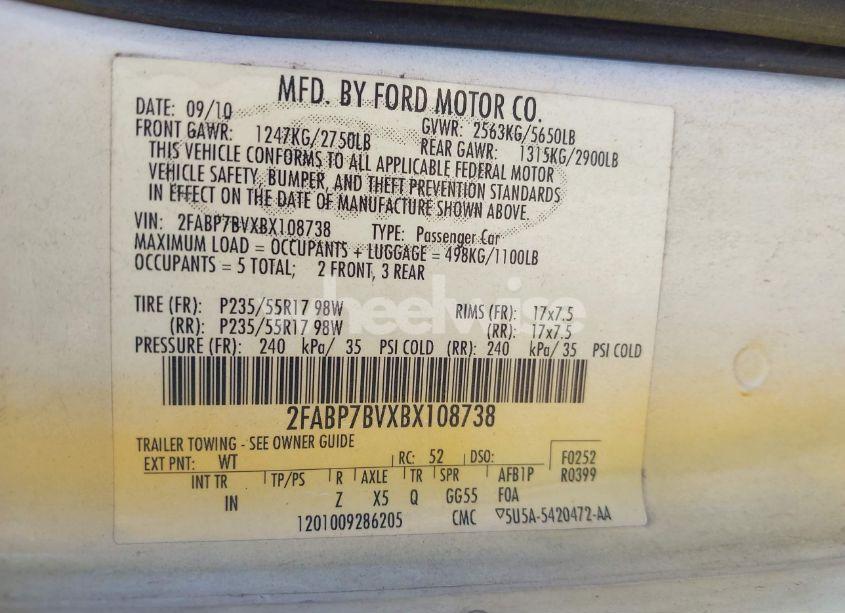 MFD. BY FORD MOTOR CO.
DATE: 09/10 GVWR: 2563KG/5650LB
FRONT GAWR: 1247KG/2750LB REAR GAWR: 1315KG/2900LB
THIS VEHICLE CONFORMS TO ALL APPLICABLE FEDERAL MOTOR
VEHICLE SAFETY, BUMPER, AND THEFT PREVENTION STANDARDS
IN EFFECT ON THE DATE OF MANUFACTURE SHOWN ABOVE.
VIN: 2FABP7BVXBX108738 TYPE: Passenger Car
MAXIMUM LOAD = OCCUPANTS + LUGGAGE = 498KG/1100LB
OCCUPANTS = 5 TOTAL; 2 FRONT, 3 REAR
TIRE (FR): P235/55R17 98W RIMS (FR): 17x7.5
(RR): P235/55R17 98W (RR): 17x7.5
heelwise
PRESSURE (FR): 240 kPa/ 35 PSI COLD (RR): 240 kPa/ 35 PSI COLD
2FABP7BVXBX108738
TRAILER TOWING - SEE OWNER GUIDE
EXT PNT: WT RC: 52 DSO: F0252
INT TR TP/PS R AXLE TR SPR AFB1P R0399
IN Z X5 Q GG55 FOA
1201009286205 CMC ▽5U5A-5420472-AA